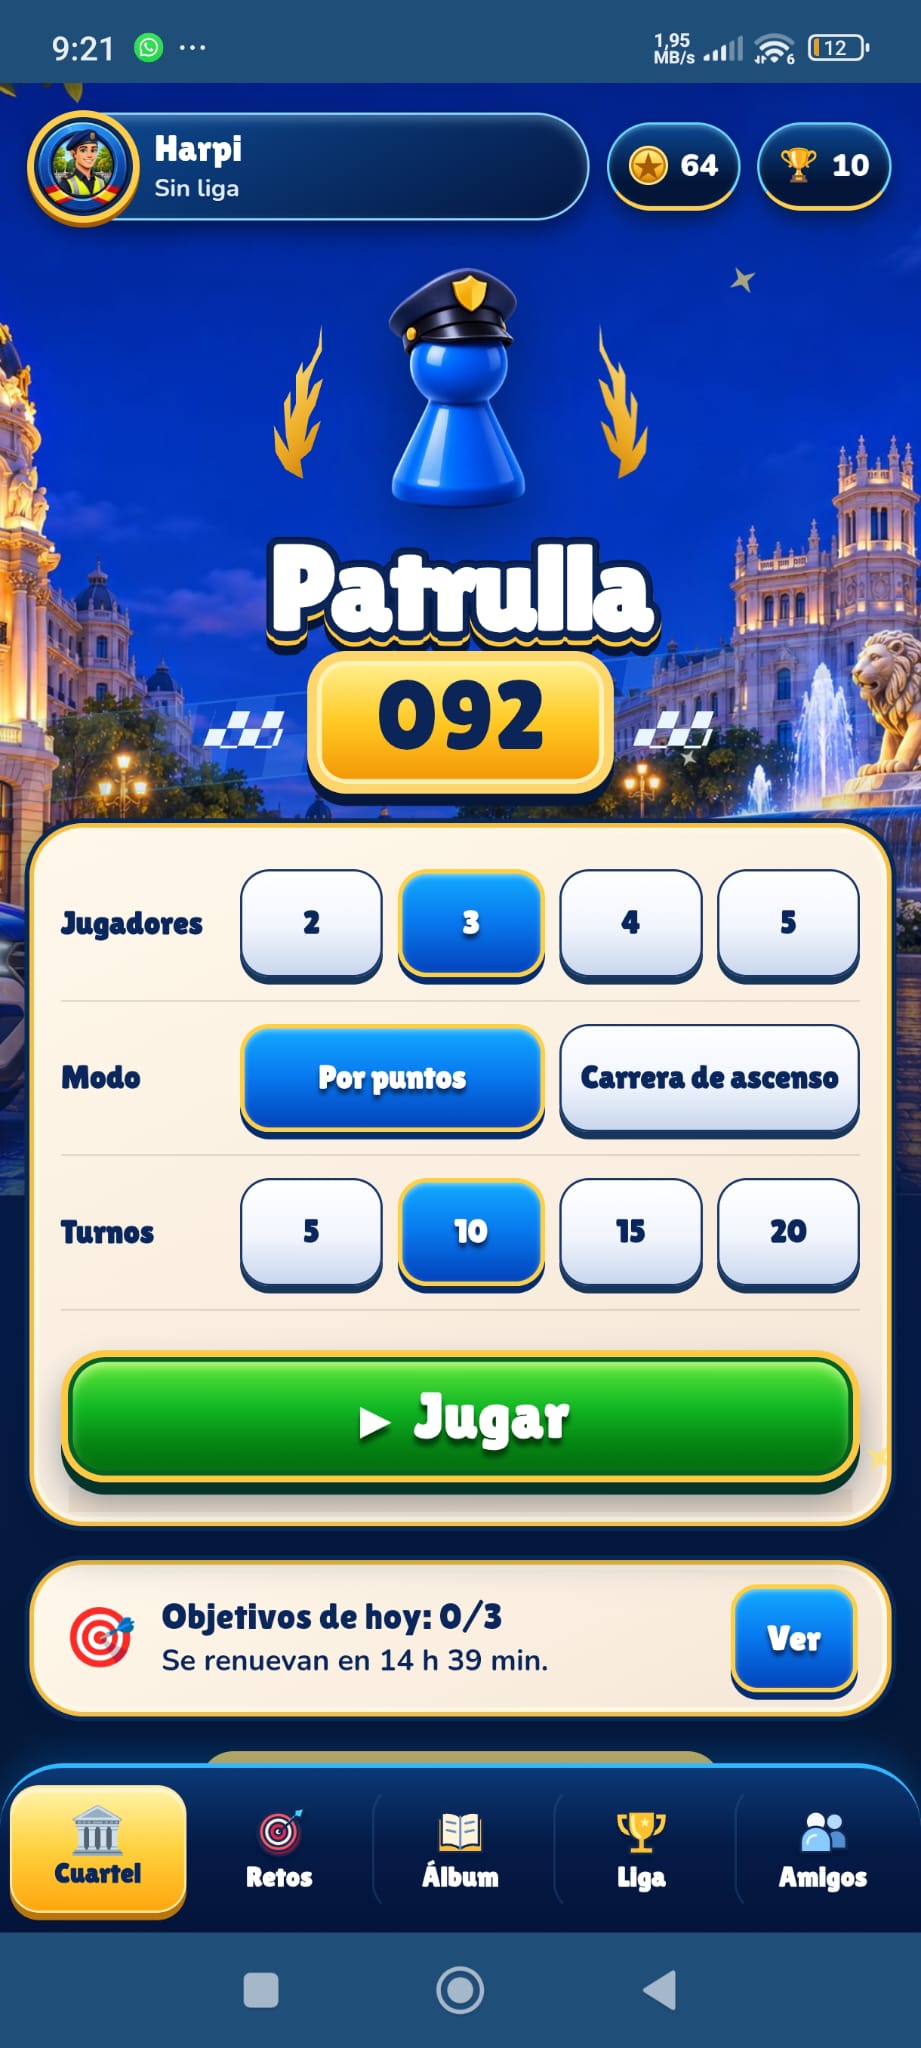 9:21 ... 1,95 MB/s 6 12
Harpi
Sin liga
64
10
Patrulla
092
Jugadores 2 3 4 5
Modo Por puntos Carrera de ascenso
Turnos 5 10 15 20
▶ Jugar
Objetivos de hoy: 0/3
Se renuevan en 14 h 39 min.
Ver
Cuartel Retos Álbum Liga Amigos